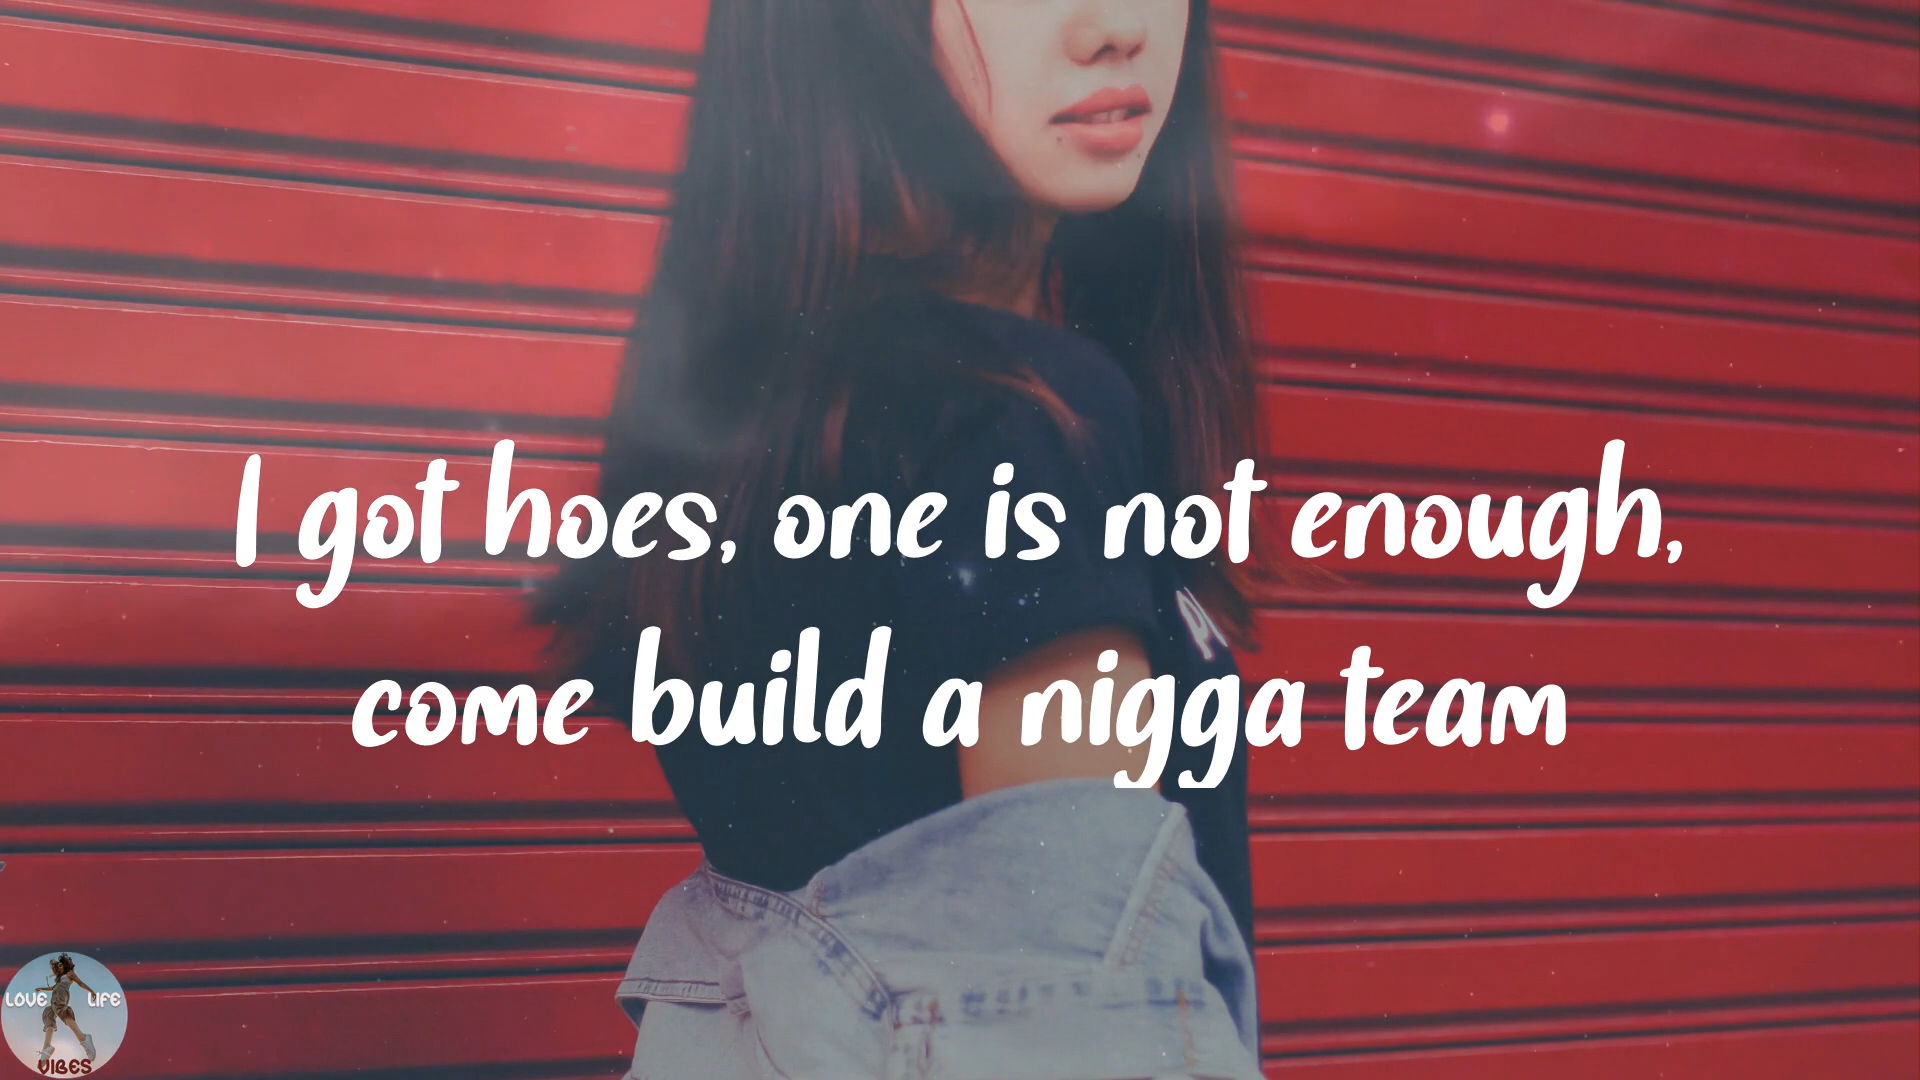 I got hoes, one is not enough,
come build a nigga team
LOVE LIFE
VIBES